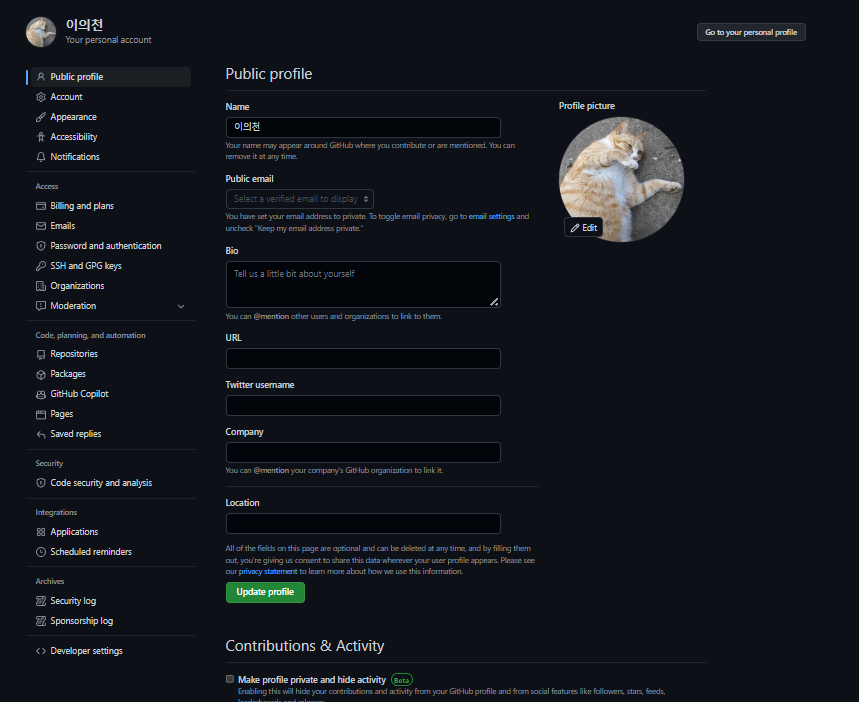 이의천
Your personal account
Go to your personal profile
Public profile
Account
Appearance
Accessibility
Notifications
Access
Billing and plans
Emails
Password and authentication
SSH and GPG keys
Organizations
Moderation
Code, planning, and automation
Repositories
Packages
GitHub Copilot
Pages
Saved replies
Security
Code security and analysis
Integrations
Applications
Scheduled reminders
Archives
Security log
Sponsorship log
Developer settings
Public profile
Name
이의천
Your name may appear around GitHub where you contribute or are mentioned. You can
remove it at any time.
Profile picture
Edit
Public email
Select a verified email to display
You have set your email address to private. To toggle email privacy, go to email settings and
uncheck "Keep my email address private."
Bio
Tell us a little bit about yourself
You can @mention other users and organizations to link to them.
URL
Twitter username
Company
You can @mention your company's GitHub organization to link it.
Location
All of the fields on this page are optional and can be deleted at any time, and by filling them
out, you're giving us consent to share this data wherever your user profile appears. Please see
our privacy statement to learn more about how we use this information.
Update profile
Contributions & Activity
Make profile private and hide activity Beta
Enabling this will hide your contributions and activity from your GitHub profile and from social features like followers, stars, feeds,